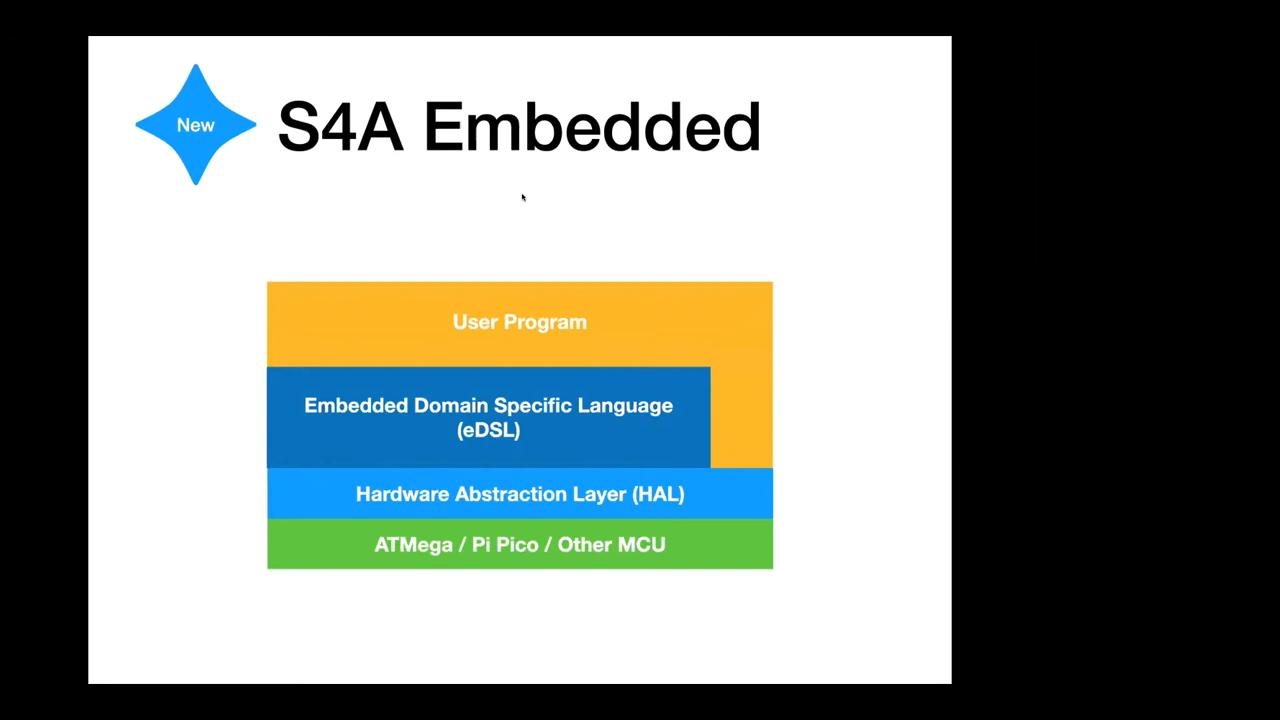 New
S4A Embedded
User Program
Embedded Domain Specific Language
(eDSL)
Hardware Abstraction Layer (HAL)
ATMega / Pi Pico / Other MCU